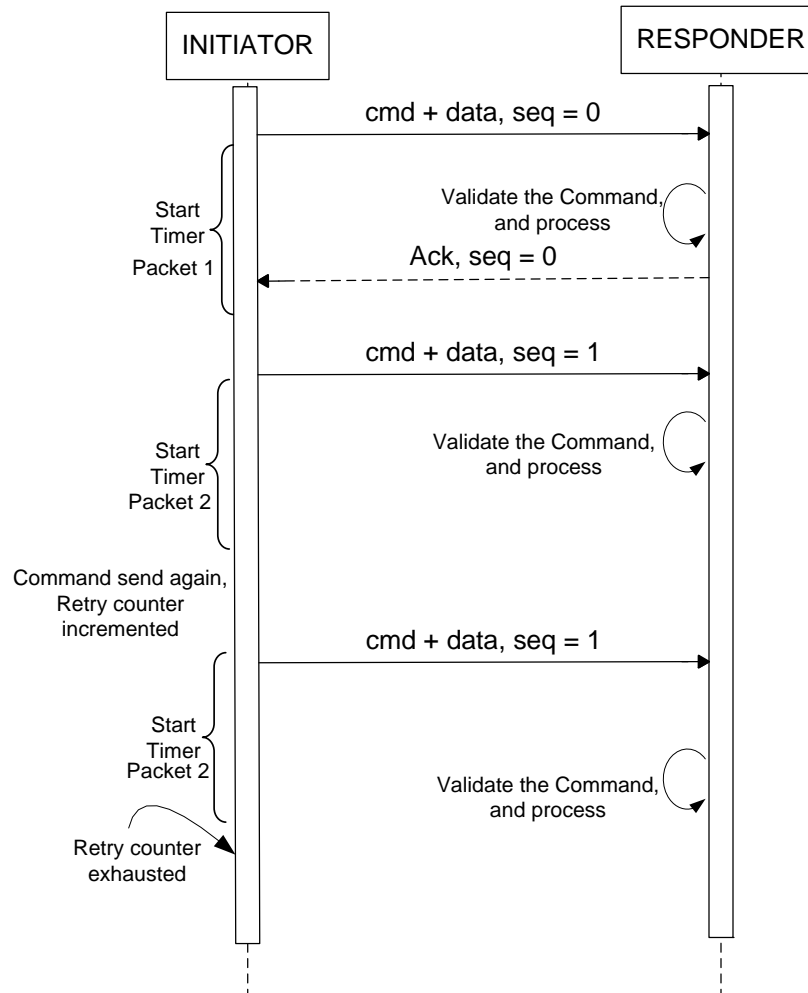 INITIATOR
RESPONDER
cmd + data, seq = 0
Start
Timer
Packet 1
Validate the Command,
and process
Ack, seq = 0
cmd + data, seq = 1
Start
Timer
Packet 2
Validate the Command,
and process
Command send again,
Retry counter
incremented
cmd + data, seq = 1
Start
Timer
Packet 2
Validate the Command,
and process
Retry counter
exhausted